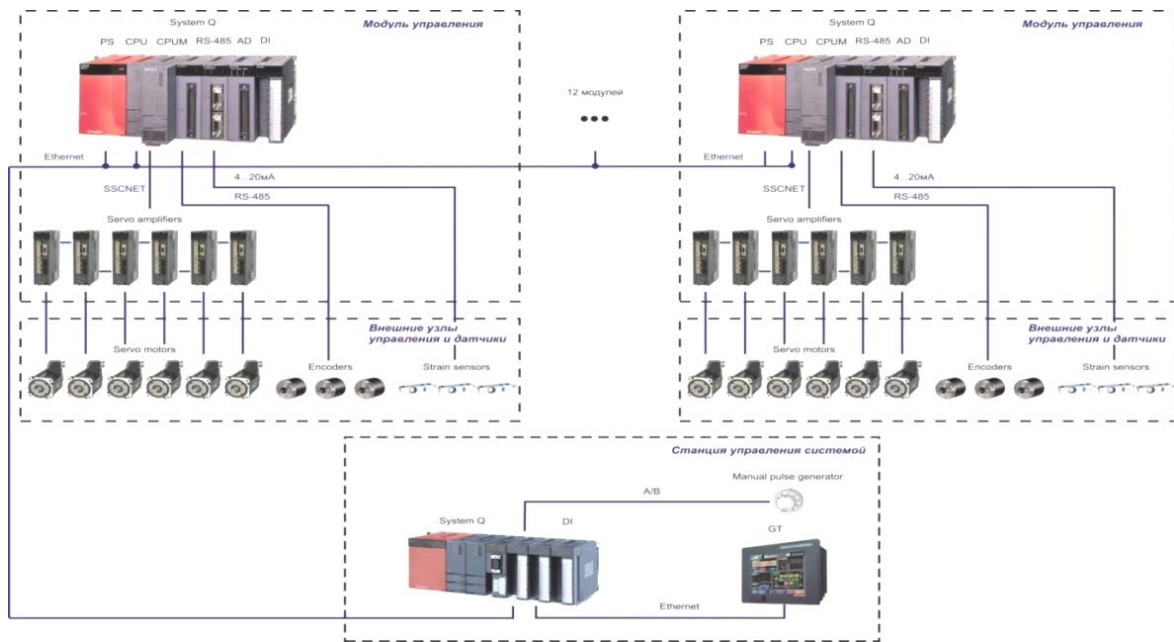 System Q
Модуль управления
PS CPU CPUM RS-485 AD DI
Ethernet
SSCNET
4...20мА
RS-485
Servo amplifiers
Внешние узлы
управления и датчики
Servo motors
Encoders
Strain sensors
12 модулей
System Q
Модуль управления
PS CPU CPUM RS-485 AD DI
Ethernet
SSCNET
4...20мА
RS-485
Servo amplifiers
Внешние узлы
управления и датчики
Servo motors
Encoders
Strain sensors
Станция управления системой
Manual pulse generator
A/B
System Q
DI
GT
Ethernet